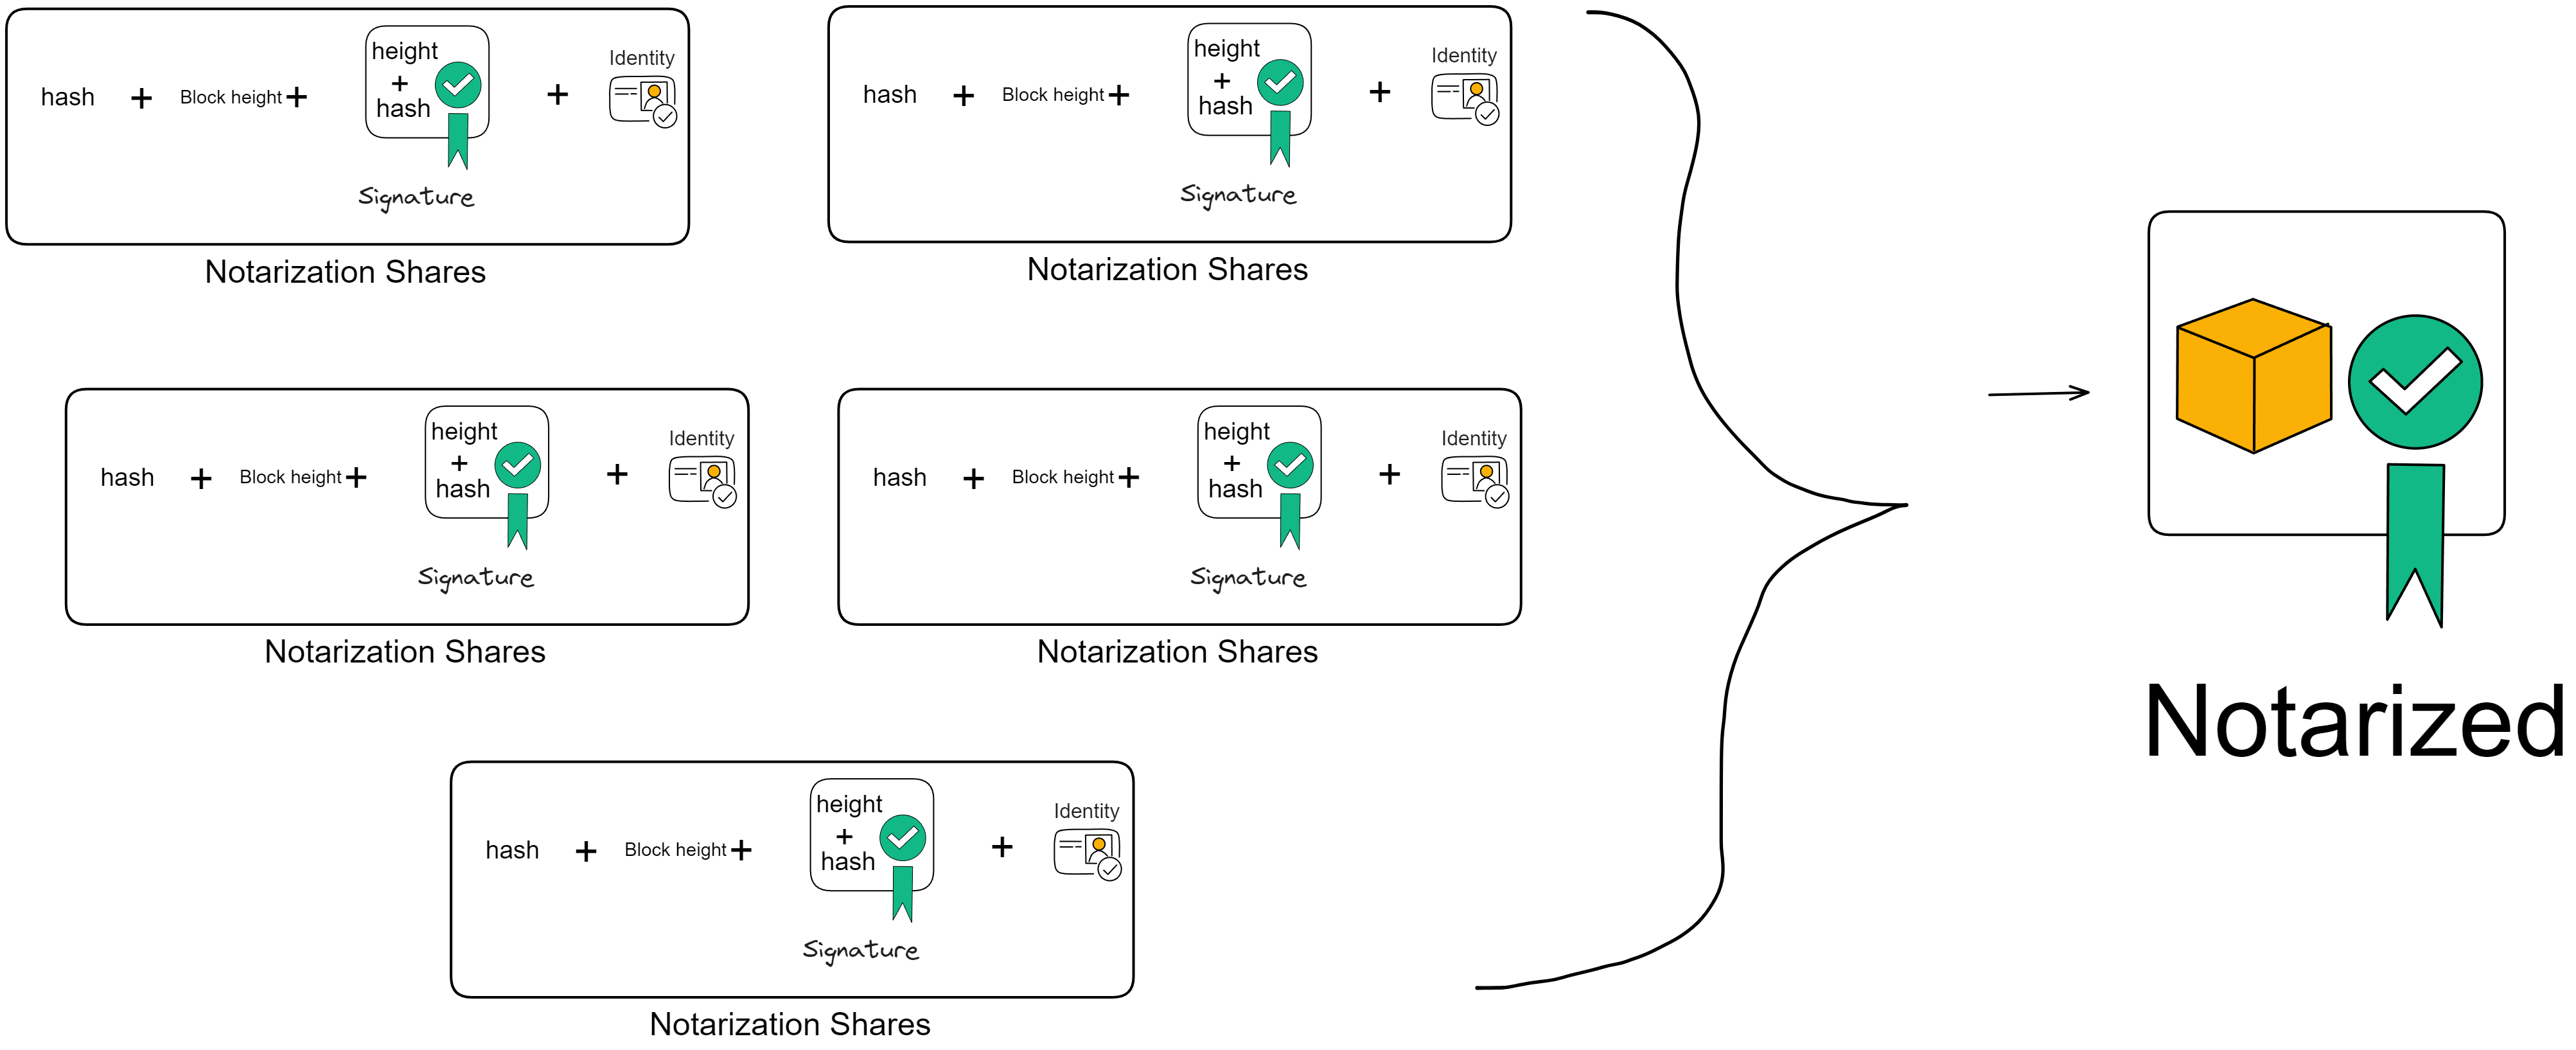 height
+
hash
Identity
hash + Block height + +
Signature
Notarization Shares
height
+
hash
Identity
hash + Block height + +
Signature
Notarization Shares
height
+
hash
Identity
hash + Block height + +
Signature
Notarization Shares
height
+
hash
Identity
hash + Block height + +
Signature
Notarization Shares
height
+
hash
Identity
hash + Block height + +
Signature
Notarization Shares
Notarized